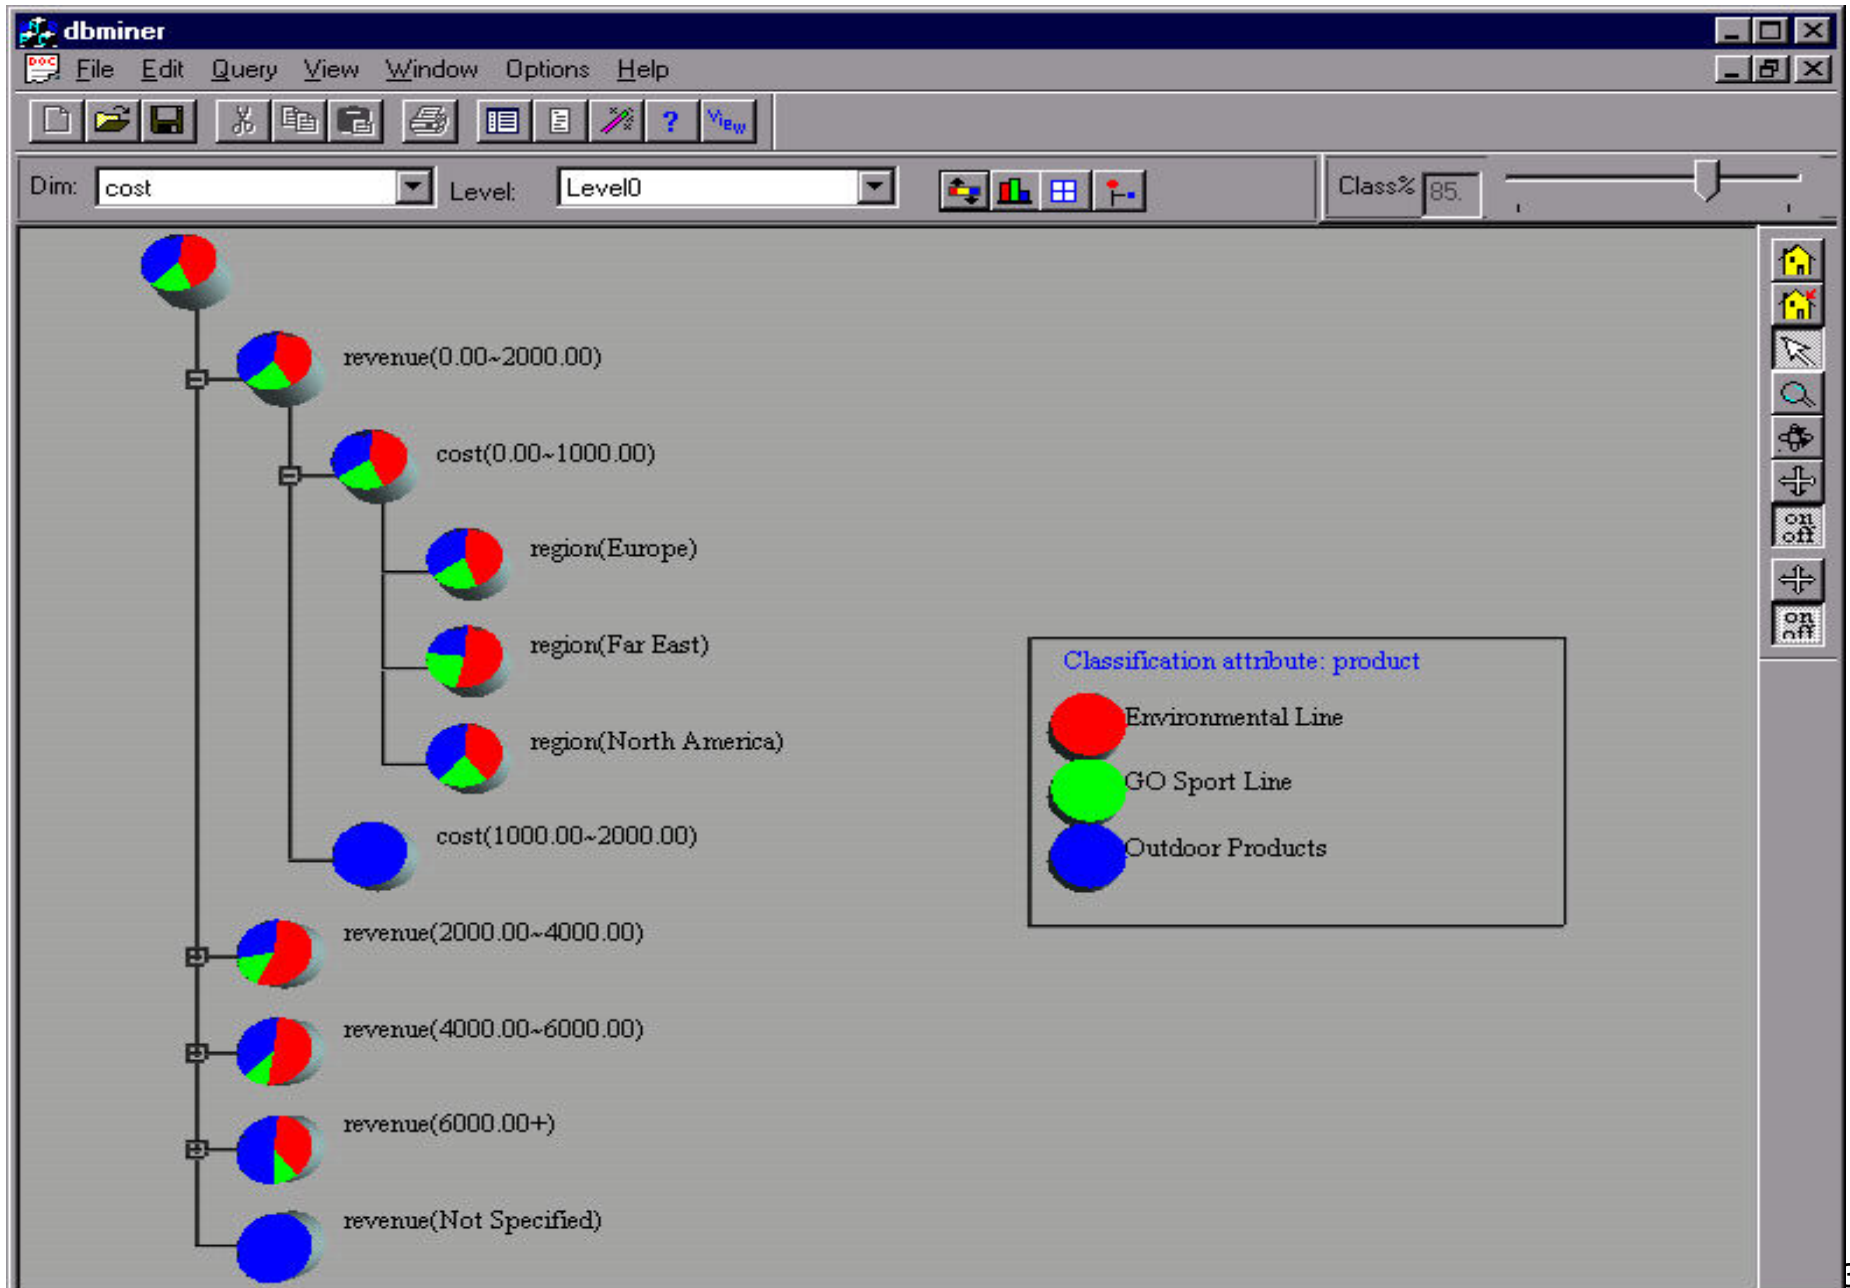 dbminer
DOC File Edit Query View Window Options Help
? View
Dim: cost Level: Level0 Class% 85.
revenue(0.00~2000.00)
cost(0.00~1000.00)
region(Europe)
region(Far East)
region(North America)
cost(1000.00~2000.00)
revenue(2000.00~4000.00)
revenue(4000.00~6000.00)
revenue(6000.00+)
revenue(Not Specified)
Classification attribute: product
Environmental Line
GO Sport Line
Outdoor Products
on
off
on
off